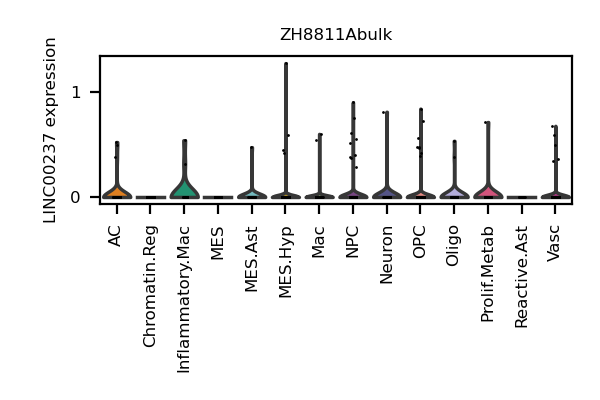 ZH8811Abulk
LINC00237 expression
1
0
AC
Chromatin.Reg
Inflammatory.Mac
MES
MES.Ast
MES.Hyp
Mac
NPC
Neuron
OPC
Oligo
Prolif.Metab
Reactive.Ast
Vasc